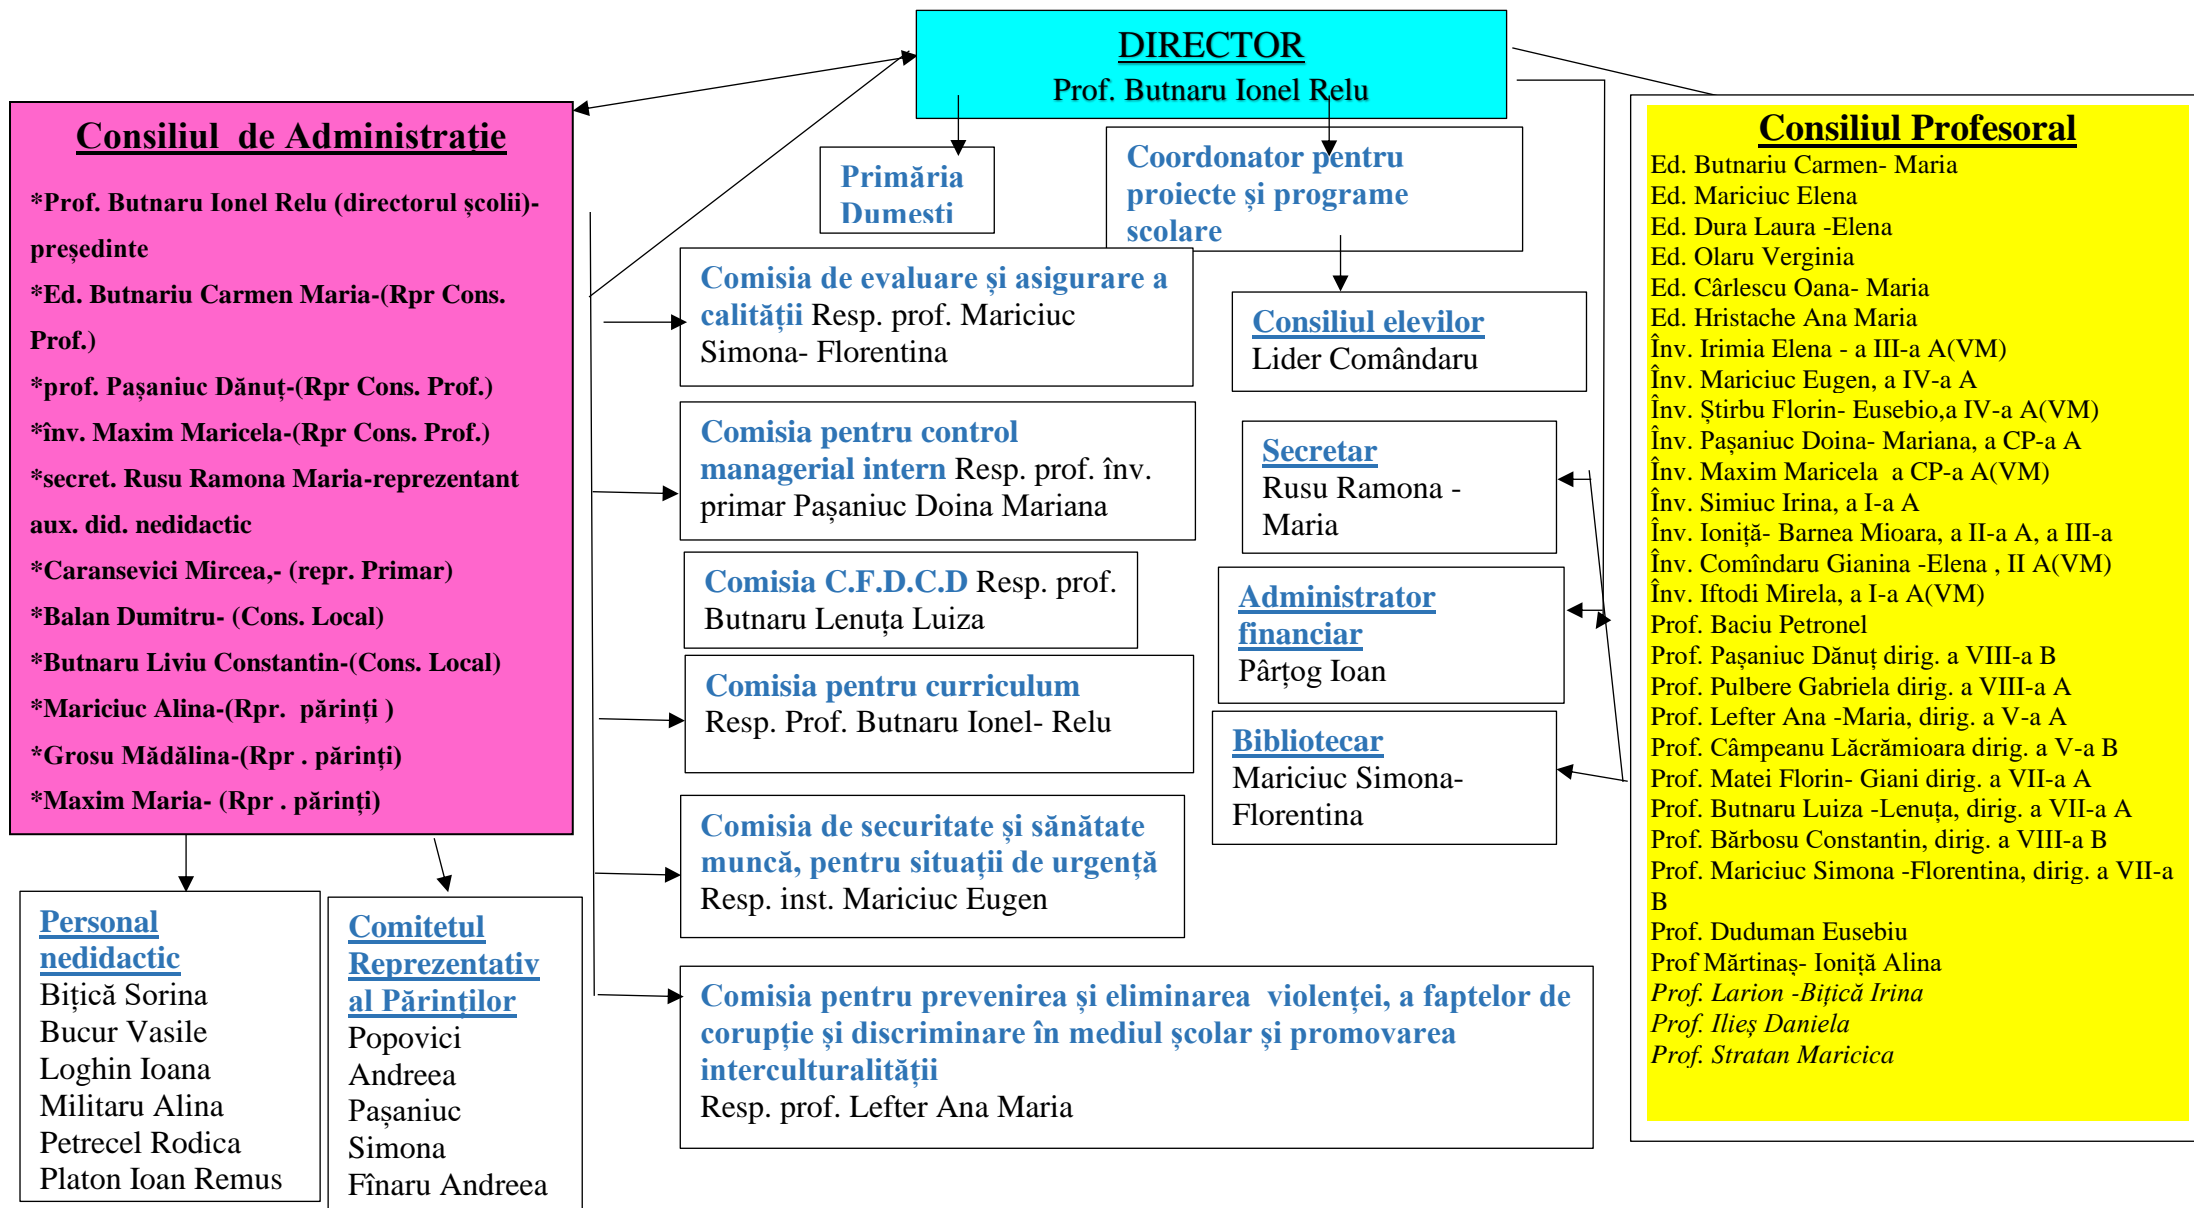 DIRECTOR
Prof. Butnaru Ionel Relu
Consiliul de Administrație
*Prof. Butnaru Ionel Relu (directorul școlii)-
președinte
*Ed. Butnariu Carmen Maria-(Rpr Cons.
Prof.)
*prof. Pașaniuc Dănuț-(Rpr Cons. Prof.)
*înv. Maxim Maricela-(Rpr Cons. Prof.)
*secret. Rusu Ramona Maria-reprezentant
aux. did. nedidactic
*Caransevici Mircea,- (repr. Primar)
*Balan Dumitru- (Cons. Local)
*Butnaru Liviu Constantin-(Cons. Local)
*Mariciuc Alina-(Rpr. părinți )
*Grosu Mădălina-(Rpr . părinți)
*Maxim Maria- (Rpr . părinți)
Personal
nedidactic
Bițică Sorina
Bucur Vasile
Loghin Ioana
Militaru Alina
Petrecel Rodica
Platon Ioan Remus
Comitetul
Reprezentativ
al Părinților
Popovici
Andreea
Pașaniuc
Simona
Fînaru Andreea
Primăria
Dumești
Coordonator pentru
proiecte și programe
scolare
Comisia de evaluare și asigurare a
calității Resp. prof. Mariciuc
Simona- Florentina
Comisia pentru control
managerial intern Resp. prof. înv.
primar Pașaniuc Doina Mariana
Comisia C.F.D.C.D Resp. prof.
Butnaru Lenuța Luiza
Comisia pentru curriculum
Resp. Prof. Butnaru Ionel- Relu
Comisia de securitate și sănătate
muncă, pentru situații de urgență
Resp. inst. Mariciuc Eugen
Comisia pentru prevenirea și eliminarea violenței, a faptelor de
corupție și discriminare în mediul școlar și promovarea
interculturalității
Resp. prof. Lefter Ana Maria
Consiliul elevilor
Lider Comândaru
Secretar
Rusu Ramona -
Maria
Administrator
financiar
Pârțog Ioan
Bibliotecar
Mariciuc Simona-
Florentina
Consiliul Profesoral
Ed. Butnariu Carmen- Maria
Ed. Mariciuc Elena
Ed. Dura Laura -Elena
Ed. Olaru Verginia
Ed. Cârlescu Oana- Maria
Ed. Hristache Ana Maria
Înv. Irimia Elena - a III-a A(VM)
Înv. Mariciuc Eugen, a IV-a A
Înv. Știrbu Florin- Eusebio,a IV-a A(VM)
Înv. Pașaniuc Doina- Mariana, a CP-a A
Înv. Maxim Maricela a CP-a A(VM)
Înv. Simiuc Irina, a I-a A
Înv. Ioniță- Barnea Mioara, a II-a A, a III-a
Înv. Comîndaru Gianina -Elena , II A(VM)
Înv. Iftodi Mirela, a I-a A(VM)
Prof. Baciu Petronel
Prof. Pașaniuc Dănuț dirig. a VIII-a B
Prof. Pulbere Gabriela dirig. a VIII-a A
Prof. Lefter Ana -Maria, dirig. a V-a A
Prof. Câmpeanu Lăcrămioara dirig. a V-a B
Prof. Matei Florin- Giani dirig. a VII-a A
Prof. Butnaru Luiza -Lenuța, dirig. a VII-a A
Prof. Bărbosu Constantin, dirig. a VIII-a B
Prof. Mariciuc Simona -Florentina, dirig. a VII-a
B
Prof. Duduman Eusebiu
Prof Mărtinaș- Ioniță Alina
Prof. Larion -Bițică Irina
Prof. Ilieș Daniela
Prof. Stratan Maricica